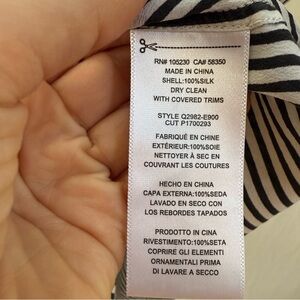 RN# 105230 CA# 58350
MADE IN CHINA
SHELL:100%SILK
DRY CLEAN
WITH COVERED TRIMS
STYLE Q2982-E900
CUT P1700293
FABRIQUÉ EN CHINE
EXTÉRIEUR:100%SOIE
NETTOYER À SEC EN
COUVRANT LES COUTURES
HECHO EN CHINA
CAPA EXTERNA:100%SEDA
LAVADO EN SECO CON
LOS REBORDES TAPADOS
PRODOTTO IN CINA
RIVESTIMENTO:100%SETA
COPRIRE GLI ELEMENTI
ORNAMENTALI PRIMA
DI LAVARE A SECCO